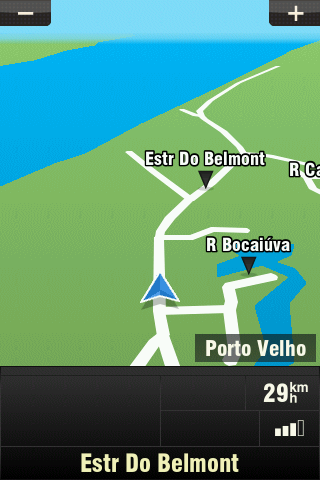 − +
Estr Do Belmont
R Ca
R Bocaiúva
Porto Velho
29 km/h
Estr Do Belmont